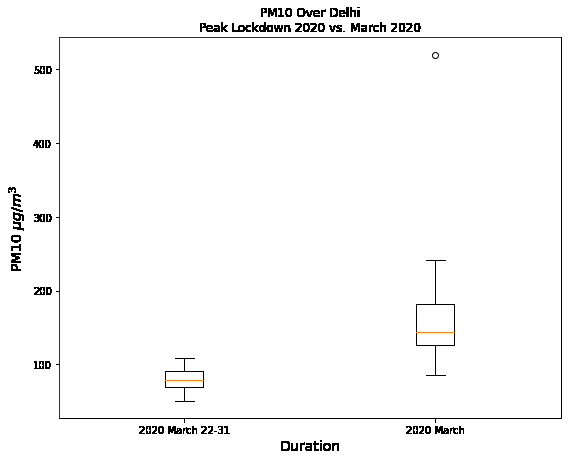 PM10 Over Delhi
Peak Lockdown 2020 vs. March 2020
500
400
300
200
100
PM10 μg/m³
2020 March 22-31
2020 March
Duration